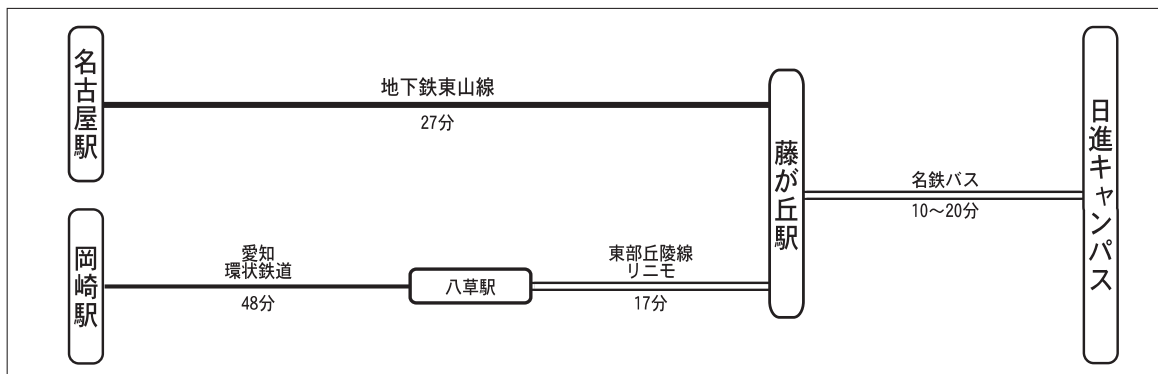 名古屋駅
地下鉄東山線
27分
岡崎駅
愛知
環状鉄道
48分
八草駅
東部丘陵線
リニモ
17分
藤が丘駅
名鉄バス
10〜20分
日進キャンパス